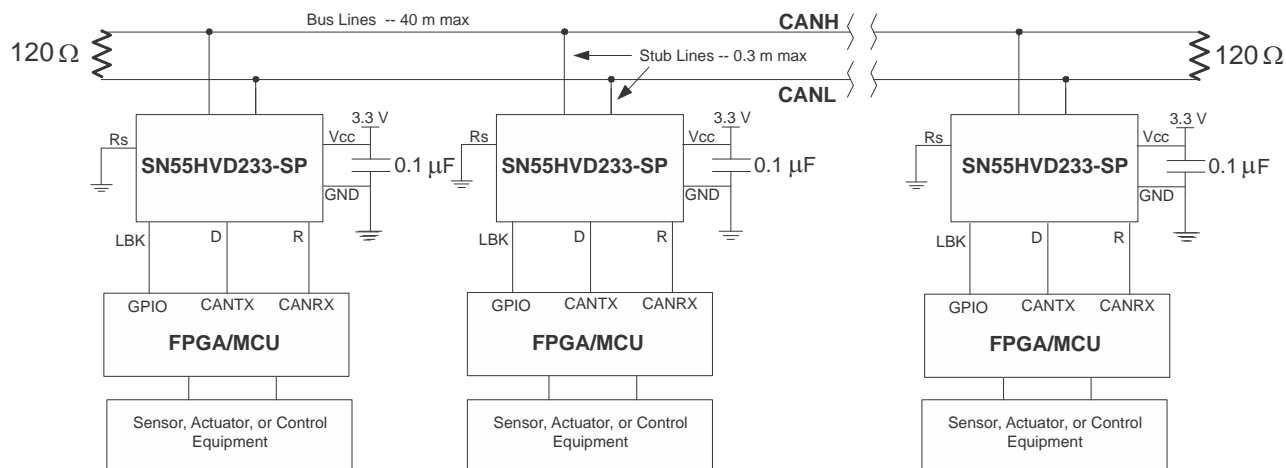 Bus Lines -- 40 m max
CANH
120 Ω
Stub Lines -- 0.3 m max
120 Ω
CANL
Rs
SN55HVD233-SP
Vcc
3.3 V
0.1 µF
GND
Rs
SN55HVD233-SP
Vcc
3.3 V
0.1 µF
GND
Rs
SN55HVD233-SP
Vcc
3.3 V
0.1 µF
GND
LBK
D
R
LBK
D
R
LBK
D
R
GPIO
CANTX
CANRX
FPGA/MCU
GPIO
CANTX
CANRX
FPGA/MCU
GPIO
CANTX
CANRX
FPGA/MCU
Sensor, Actuator, or Control
Equipment
Sensor, Actuator, or Control
Equipment
Sensor, Actuator, or Control
Equipment